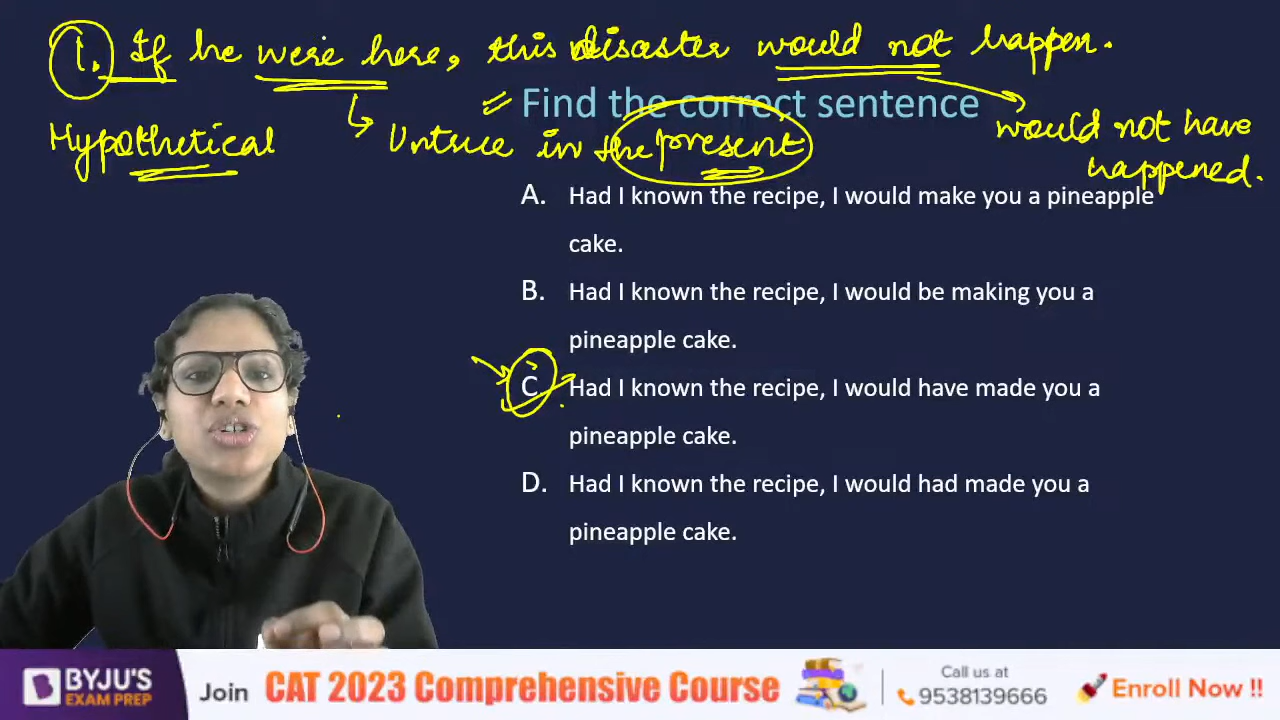 1. If he were here, this disaster would not happen.
Find the correct sentence
Hypothetical
Untrue in the present
would not have
happened.
A. Had I known the recipe, I would make you a pineapple
cake.
B. Had I known the recipe, I would be making you a
pineapple cake.
C. Had I known the recipe, I would have made you a
pineapple cake.
D. Had I known the recipe, I would had made you a
pineapple cake.
BYJU'S
EXAM PREP
Join CAT 2023 Comprehensive Course
Call us at
9538139666
Enroll Now !!